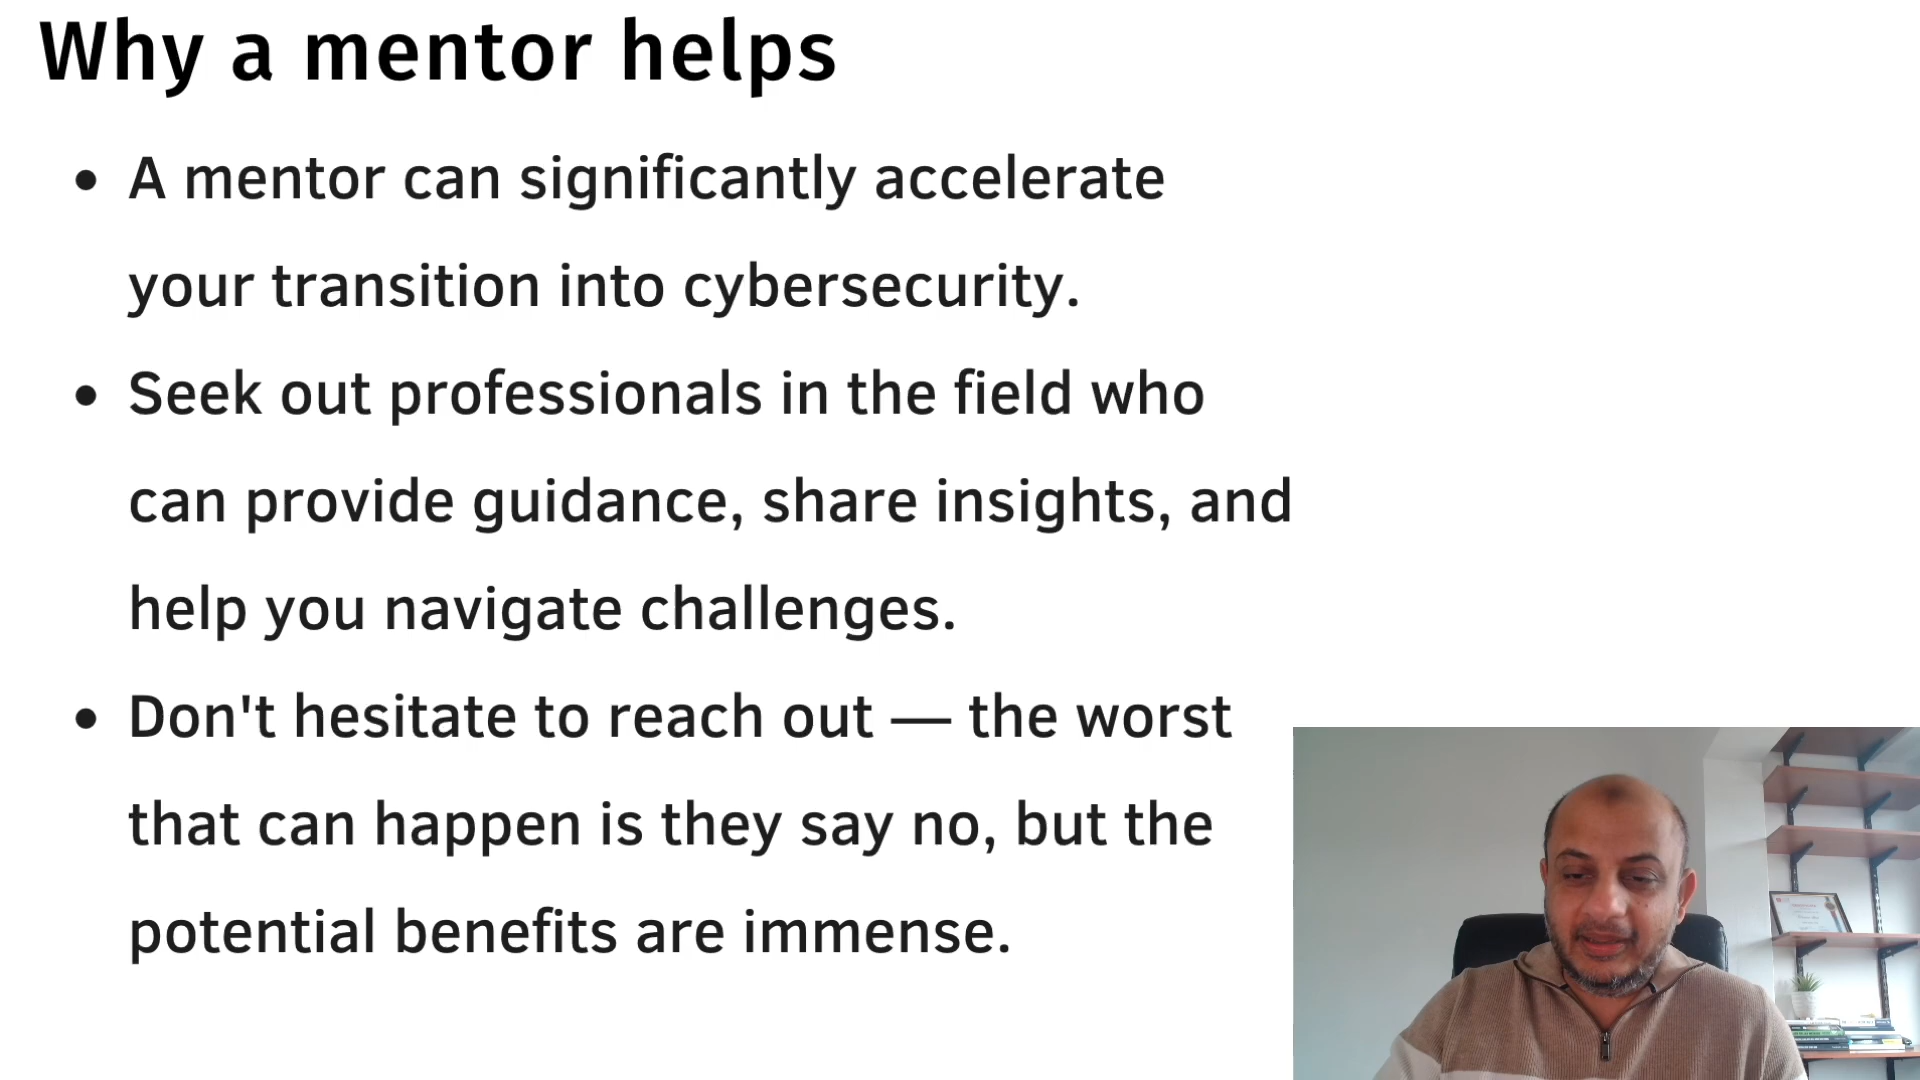 Why a mentor helps
• A mentor can significantly accelerate
your transition into cybersecurity.
• Seek out professionals in the field who
can provide guidance, share insights, and
help you navigate challenges.
• Don't hesitate to reach out — the worst
that can happen is they say no, but the
potential benefits are immense.